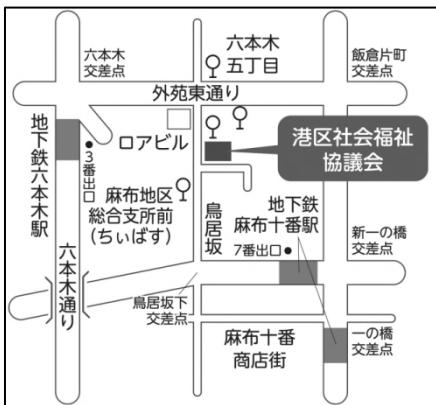 六本木
交差点
六本木
五丁目
飯倉片町
交差点
外苑東通り
地下鉄六本木駅
●3番出口
ロアビル
港区社会福祉
協議会
麻布地区
総合支所前
(ちぃばす)
鳥居坂
地下鉄
麻布十番駅
7番出口●
新一の橋
交差点
六本木通り
鳥居坂下
交差点
麻布十番
商店街
一の橋
交差点